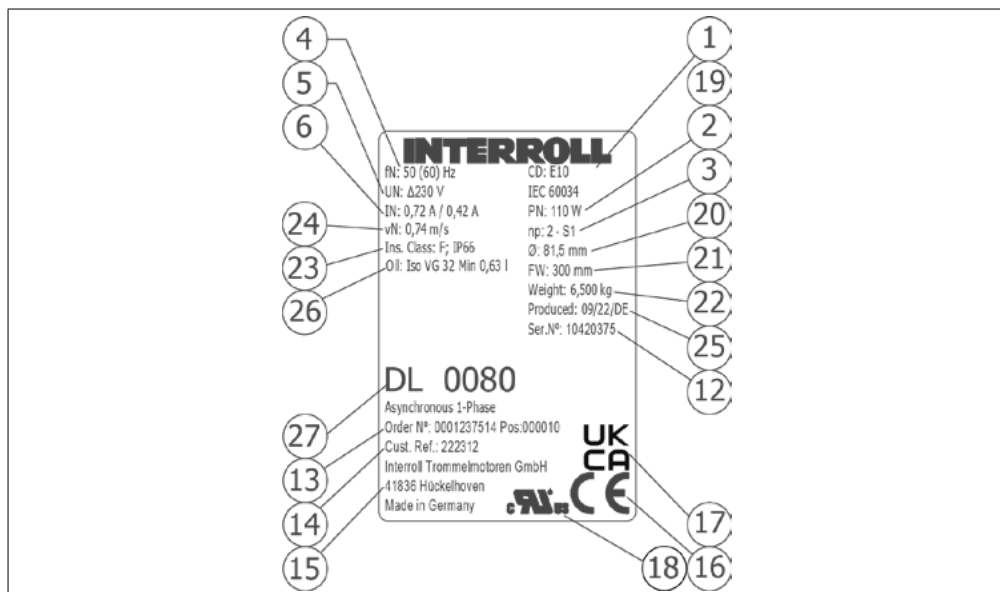 4
5
6
24
23
26
27
13
14
15
1
19
2
3
20
21
22
25
12
17
18
16
INTERROLL
fN: 50 (60) Hz
UN: Δ230 V
IN: 0,72 A / 0,42 A
vN: 0,74 m/s
Ins. Class: F; IP66
Oil: Iso VG 32 Min 0,63 l
CD: E10
IEC 60034
PN: 110 W
np: 2 - S1
Ø: 81,5 mm
FW: 300 mm
Weight: 6,500 kg
Produced: 09/22/DE
Ser.Nº: 10420375
DL 0080
Asynchronous 1-Phase
Order Nº: 0001237514 Pos:000010
Cust. Ref.: 222312
Interroll Trommelmotoren GmbH
41836 Hückelhoven
Made in Germany
UK
CA
c RU us
CE